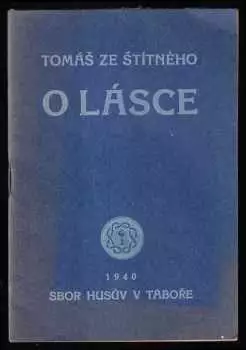 TOMÁŠ ZE ŠTÍTNÉHO
O LÁSCE
1940
SBOR HUSŮV V TÁBOŘE